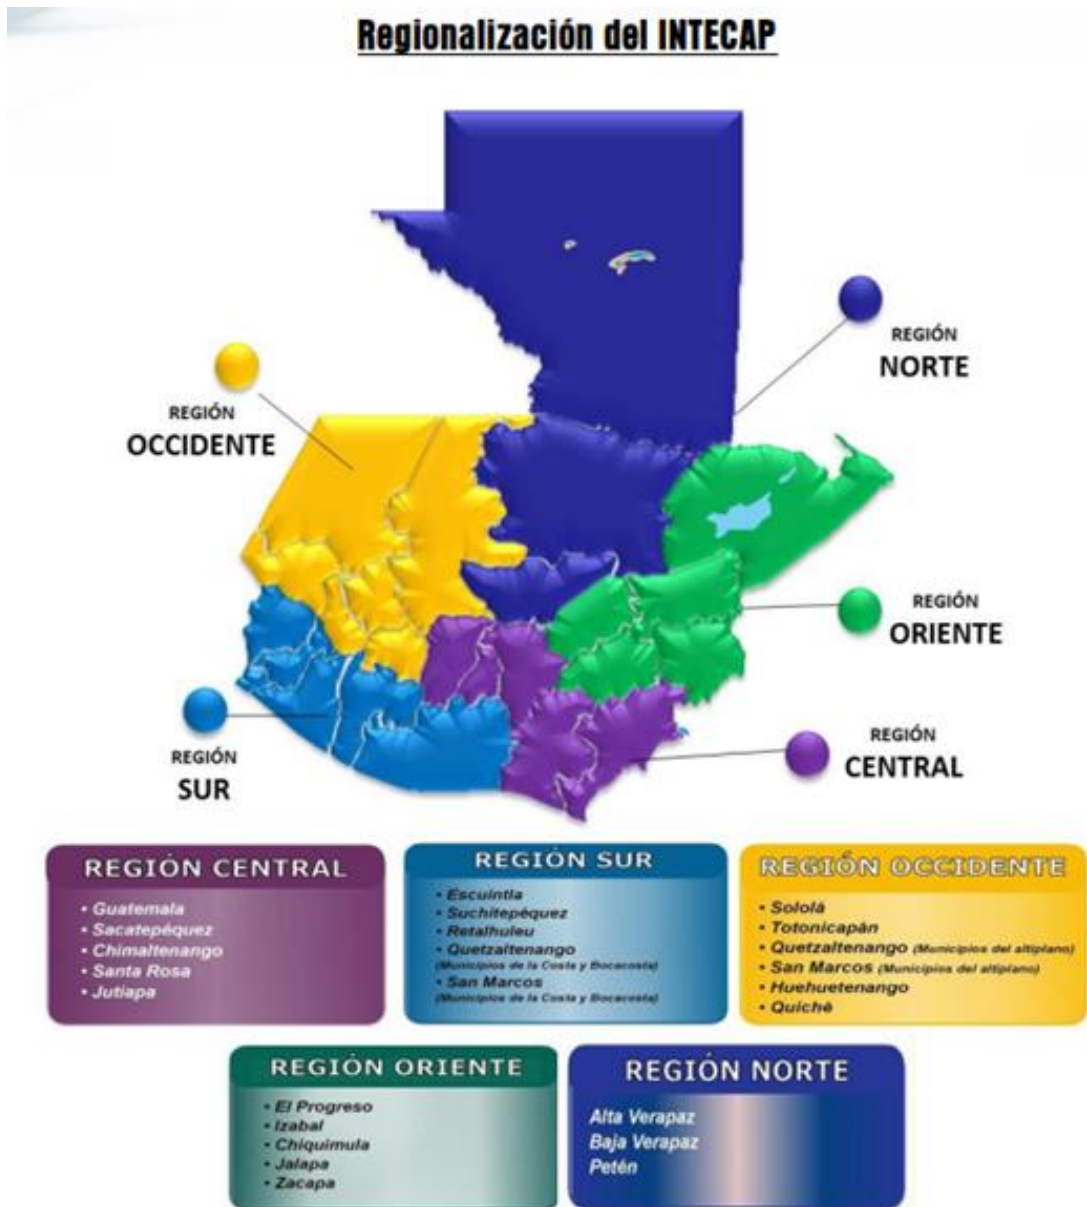 Regionalización del INTECAP
REGIÓN
NORTE
REGIÓN
OCCIDENTE
REGIÓN
ORIENTE
REGIÓN
SUR
REGIÓN
CENTRAL
REGIÓN CENTRAL
• Guatemala
• Sacatepéquez
• Chimaltenango
• Santa Rosa
• Jutiapa
REGIÓN SUR
• Escuintla
• Suchitepéquez
• Retalhuleu
• Quetzaltenango
(Municipios de la Costa y Bocacosta)
• San Marcos
(Municipios de la Costa y Bocacosta)
REGIÓN OCCIDENTE
• Sololá
• Totonicapán
• Quetzaltenango (Municipios del altiplano)
• San Marcos (Municipios del altiplano)
• Huehuetenango
• Quiché
REGIÓN ORIENTE
• El Progreso
• Izabal
• Chiquimula
• Jalapa
• Zacapa
REGIÓN NORTE
Alta Verapaz
Baja Verapaz
Petén